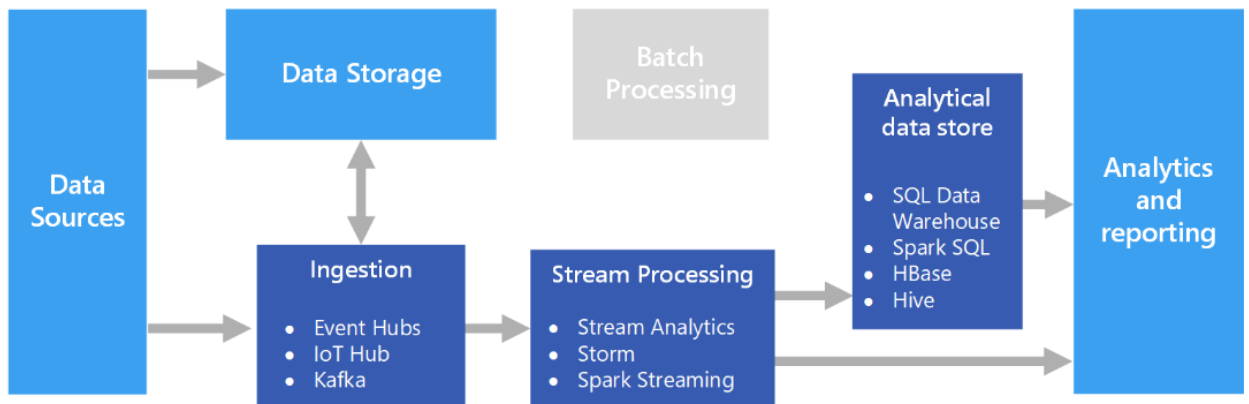 Data
Sources
Data Storage
Batch
Processing
Ingestion
● Event Hubs
● IoT Hub
● Kafka
Stream Processing
● Stream Analytics
● Storm
● Spark Streaming
Analytical
data store
● SQL Data
Warehouse
● Spark SQL
● HBase
● Hive
Analytics
and
reporting